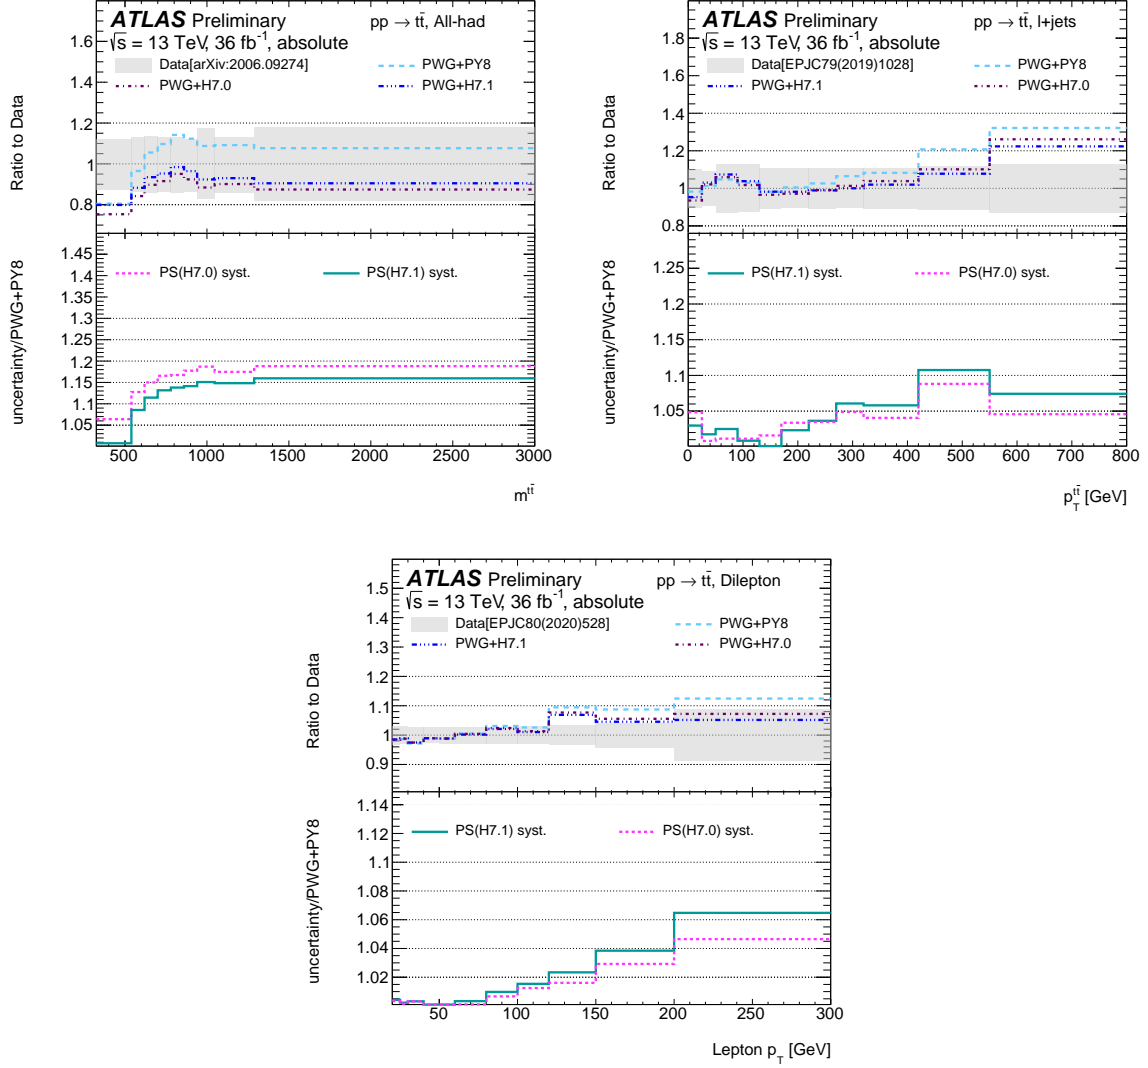 ATLAS Preliminary pp → tt̄, All-had
√s = 13 TeV, 36 fb⁻¹, absolute
Data[arXiv:2006.09274] PWG+PY8
PWG+H7.0 PWG+H7.1
Ratio to Data
1.6
1.4
1.2
1
0.8
PS(H7.0) syst. PS(H7.1) syst.
uncertainty/PWG+PY8
1.45
1.4
1.35
1.3
1.25
1.2
1.15
1.1
1.05
500 1000 1500 2000 2500 3000
m^{tt̄}
ATLAS Preliminary pp → tt̄, l+jets
√s = 13 TeV, 36 fb⁻¹, absolute
Data[EPJC79(2019)1028] PWG+PY8
PWG+H7.1 PWG+H7.0
Ratio to Data
1.8
1.6
1.4
1.2
1
0.8
PS(H7.1) syst. PS(H7.0) syst.
uncertainty/PWG+PY8
1.25
1.2
1.15
1.1
1.05
0 100 200 300 400 500 600 700 800
p_T^{tt̄} [GeV]
ATLAS Preliminary pp → tt̄, Dilepton
√s = 13 TeV, 36 fb⁻¹, absolute
Data[EPJC80(2020)528] PWG+PY8
PWG+H7.1 PWG+H7.0
Ratio to Data
1.5
1.4
1.3
1.2
1.1
1
0.9
PS(H7.1) syst. PS(H7.0) syst.
uncertainty/PWG+PY8
1.14
1.12
1.1
1.08
1.06
1.04
1.02
50 100 150 200 250 300
Lepton p_T [GeV]